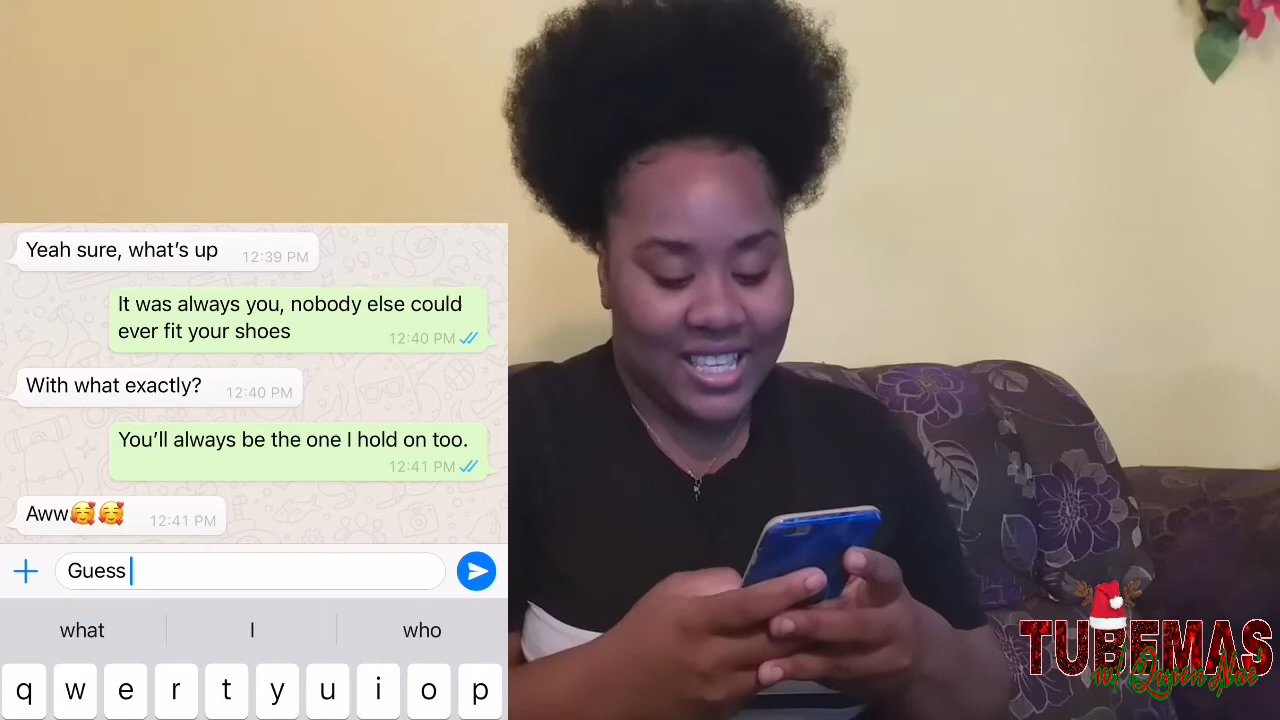 Yeah sure, what’s up 12:39 PM
It was always you, nobody else could
ever fit your shoes 12:40 PM
With what exactly? 12:40 PM
You’ll always be the one I hold on too.
12:41 PM
Aww🥰🥰 12:41 PM
Guess
what I who
q w e r t y u i o p
TUBEMAS
w/ Queen Nae